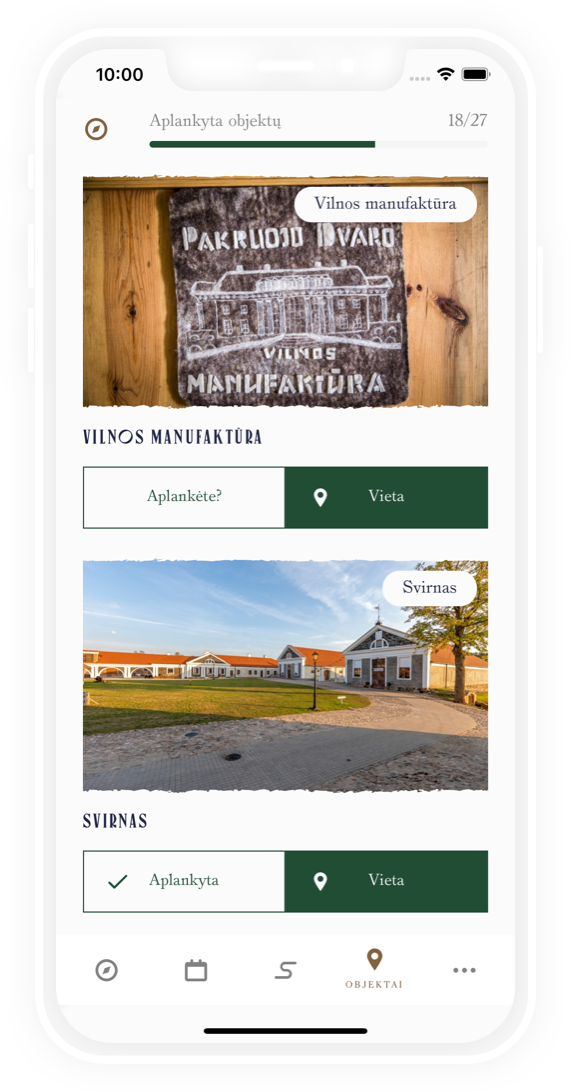 10:00
Aplankyta objektų 18/27
Vilnos manufaktūra
PAKRUOJO DVARO
VILNOS
MANUFAKTŪRA
VILNOS MANUFAKTŪRA
Aplankėte? Vieta
Svirnas
SVIRNAS
Aplankyta Vieta
OBJEKTAI